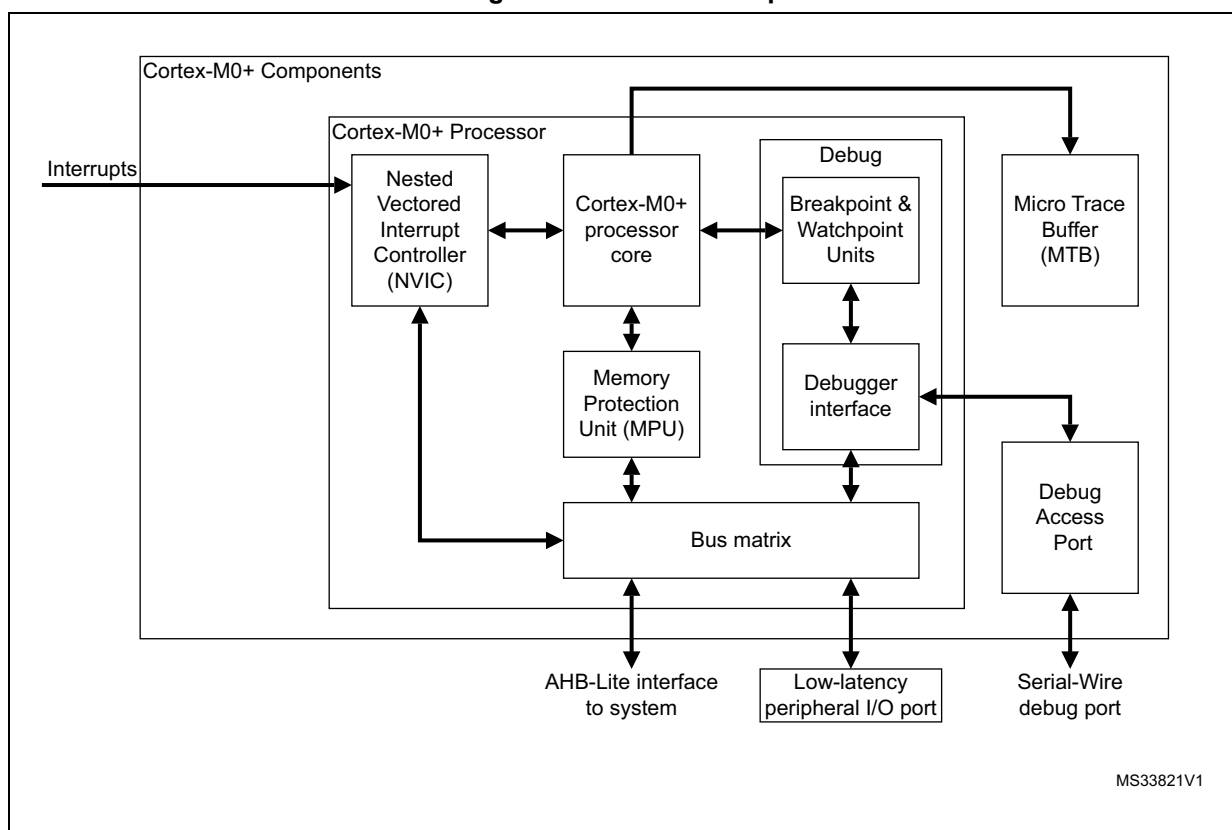 Cortex-M0+ Components
Cortex-M0+ Processor
Interrupts
Nested
Vectored
Interrupt
Controller
(NVIC)
Cortex-M0+
processor
core
Debug
Breakpoint &
Watchpoint
Units
Micro Trace
Buffer
(MTB)
Memory
Protection
Unit (MPU)
Debugger
interface
Debug
Access
Port
Bus matrix
AHB-Lite interface
to system
Low-latency
peripheral I/O port
Serial-Wire
debug port
MS33821V1